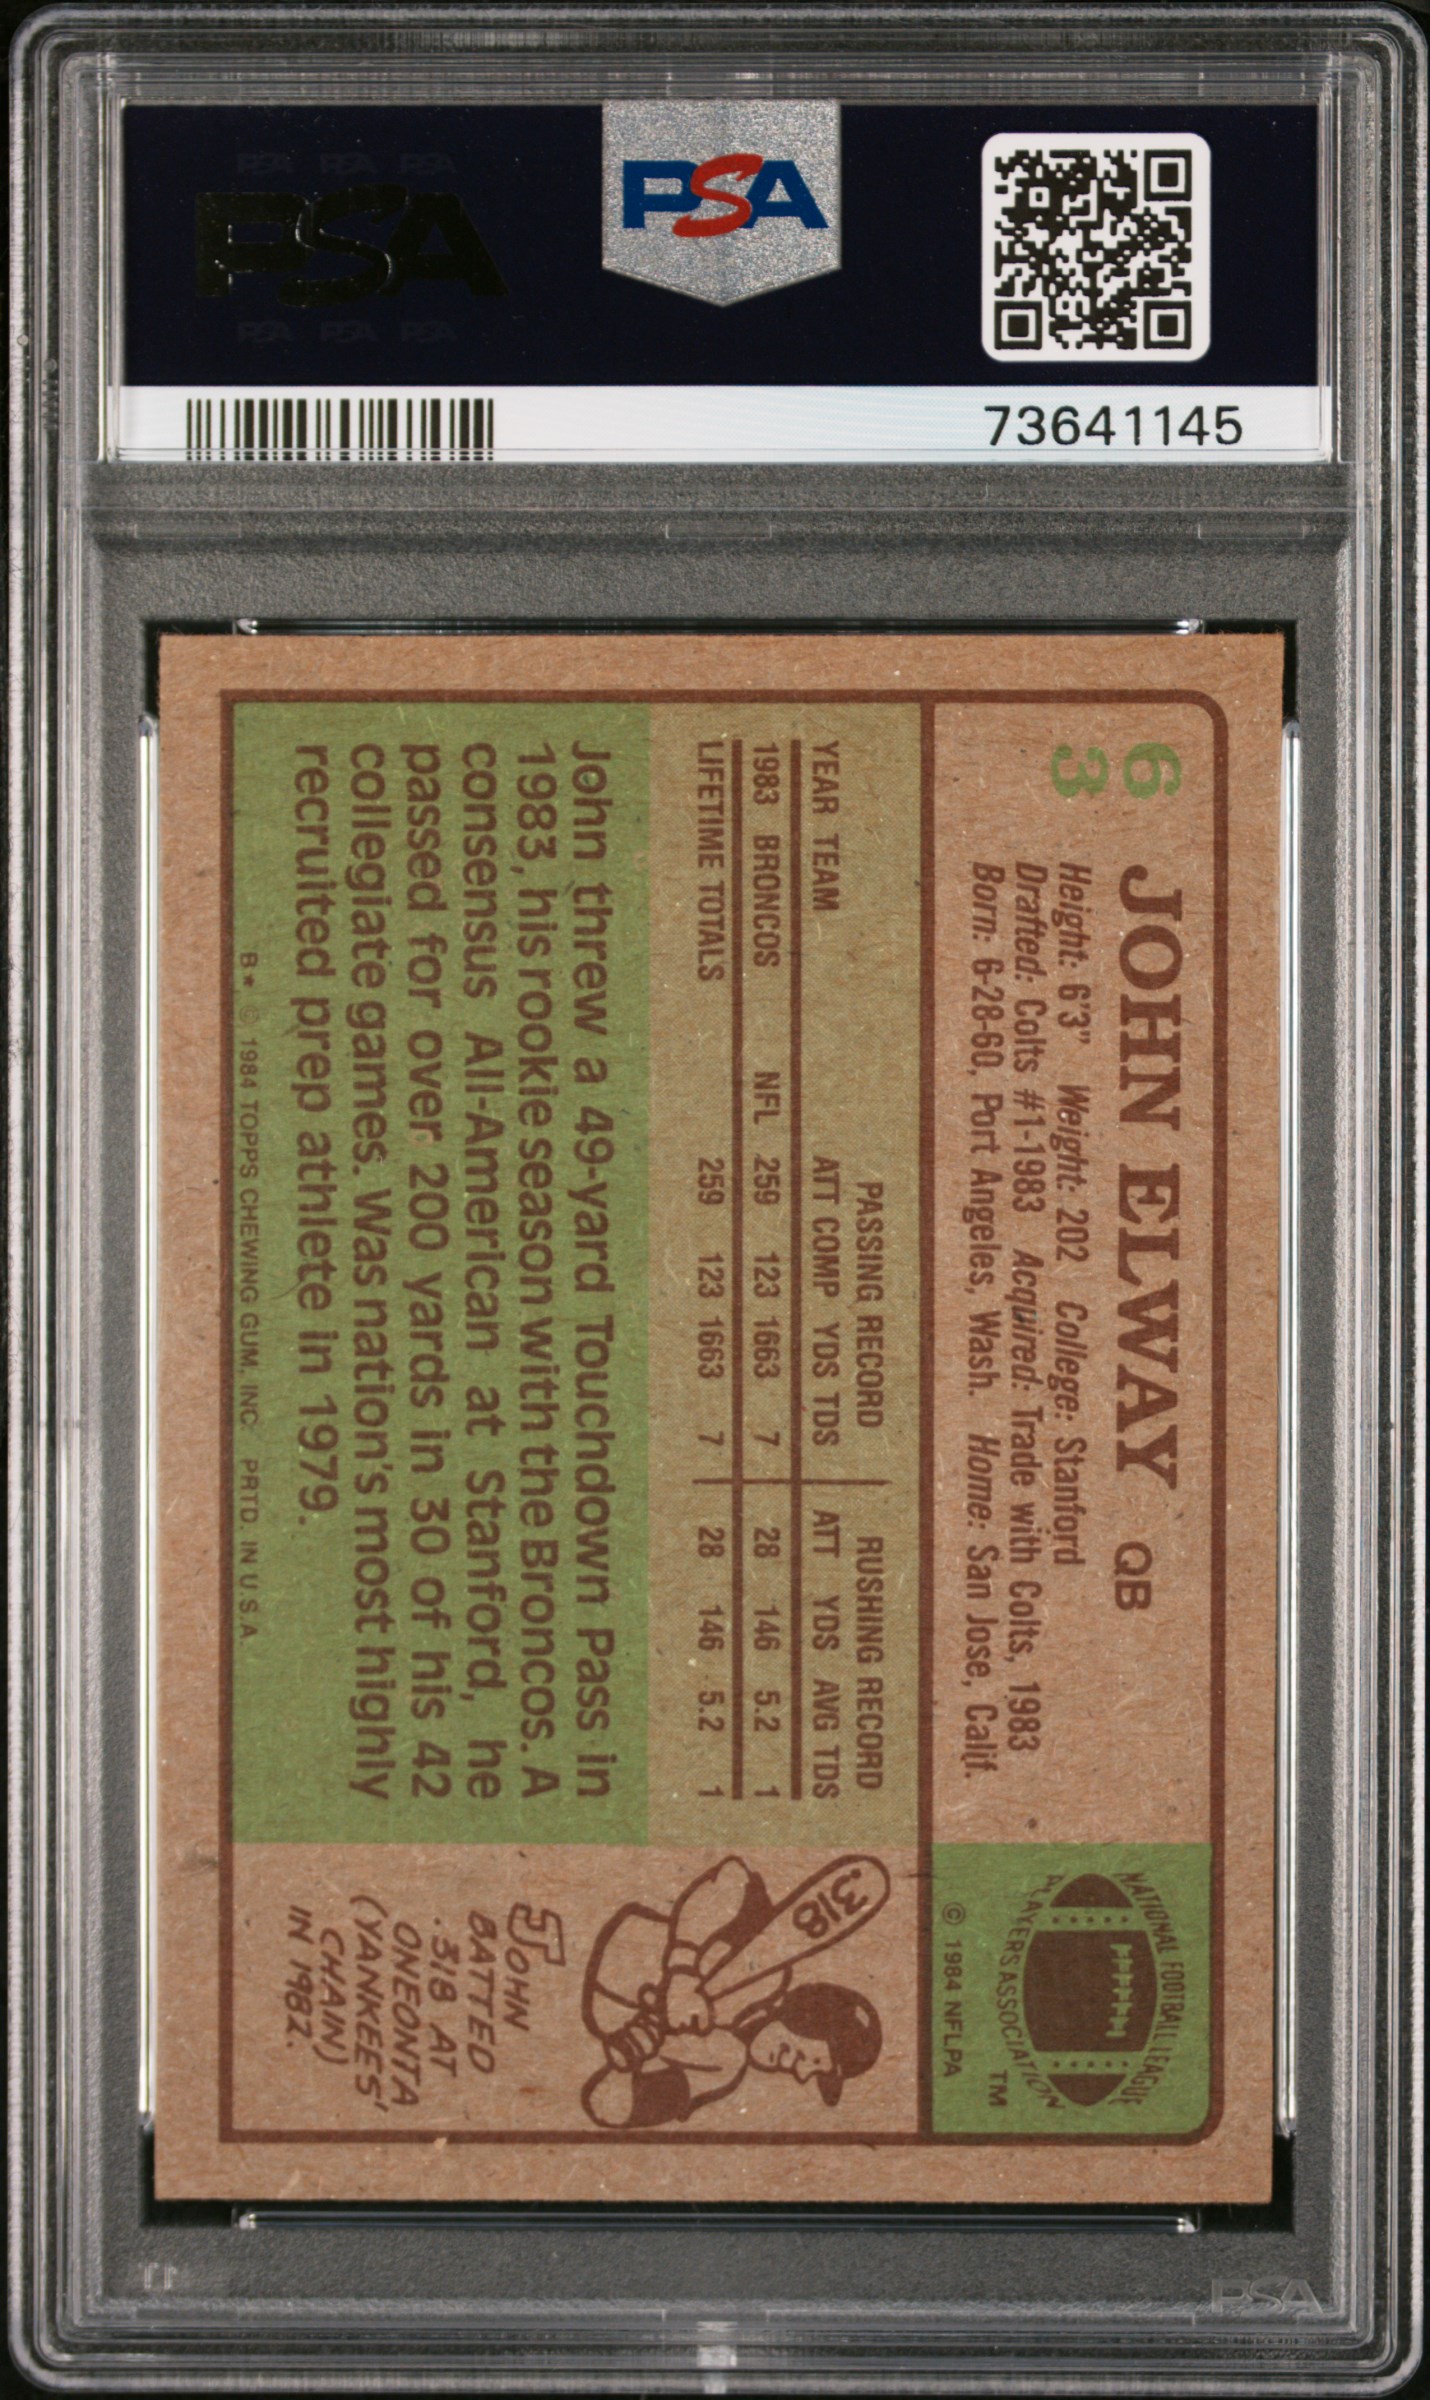 PSA PSA PSA
PSA
PSA PSA PSA
PSA
73641145
63
JOHN ELWAY QB
Height: 6'3" Weight: 202 College: Stanford
Drafted: Colts #1-1983 Acquired: Trade with Colts, 1983
Born: 6-28-60, Port Angeles, Wash. Home: San Jose, Calif.
NATIONAL FOOTBALL LEAGUE
PLAYERS ASSOCIATION
TM
© 1984 NFLPA
PASSING RECORD RUSHING RECORD
YEAR TEAM ATT COMP YDS TDS ATT YDS AVG TDS
1983 BRONCOS NFL 259 123 1663 7 28 146 5.2 1
LIFETIME TOTALS 259 123 1663 7 28 146 5.2 1
John threw a 49-yard Touchdown Pass in
1983, his rookie season with the Broncos. A
consensus All-American at Stanford, he
passed for over 200 yards in 30 of his 42
collegiate games. Was nation's most highly
recruited prep athlete in 1979.
B* © 1984 TOPPS CHEWING GUM, INC. PRTD. IN U.S.A.
318
JOHN
BATTED
.318 AT
ONEONTA
(YANKEES'
CHAIN)
IN 1982.
PSA